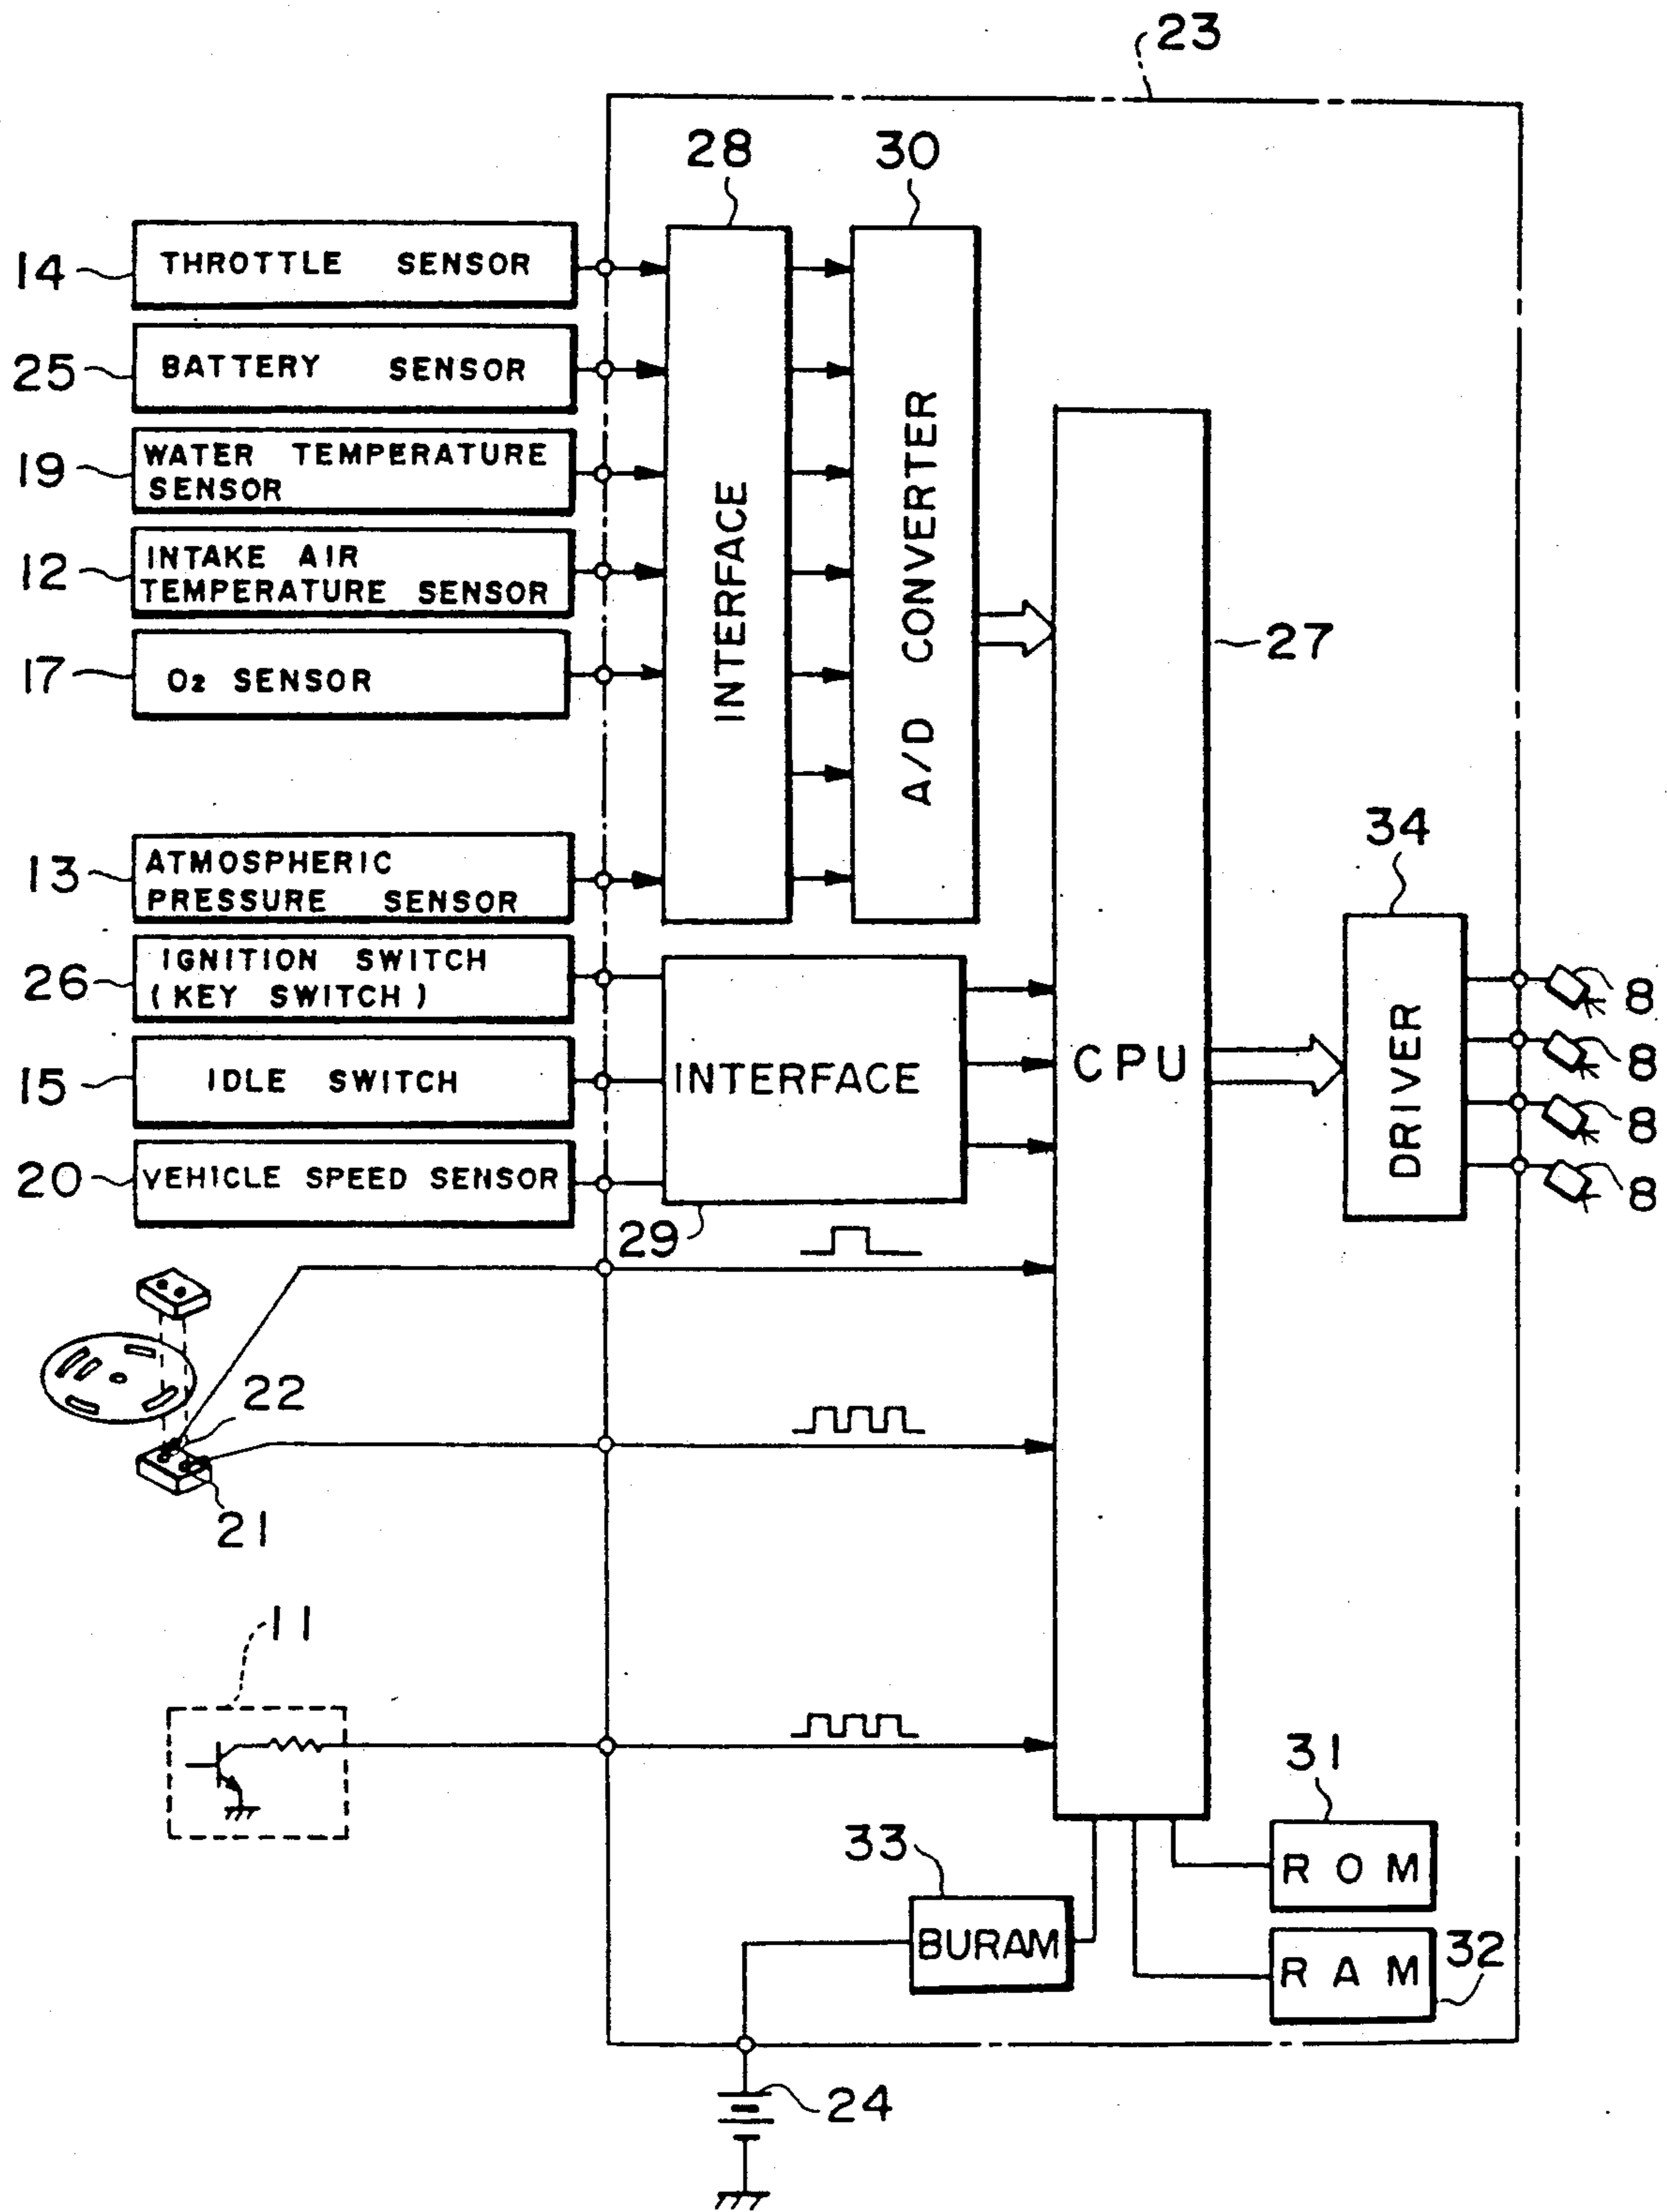 23
28
30
14
THROTTLE SENSOR
25
BATTERY SENSOR
19
WATER TEMPERATURE
SENSOR
12
INTAKE AIR
TEMPERATURE SENSOR
17
O2 SENSOR
INTERFACE
A/D CONVERTER
27
13
ATMOSPHERIC
PRESSURE SENSOR
34
26
IGNITION SWITCH
(KEY SWITCH)
15
IDLE SWITCH
20
VEHICLE SPEED SENSOR
INTERFACE
29
CPU
DRIVER
8
8
8
8
22
21
11
31
ROM
33
BURAM
32
RAM
24